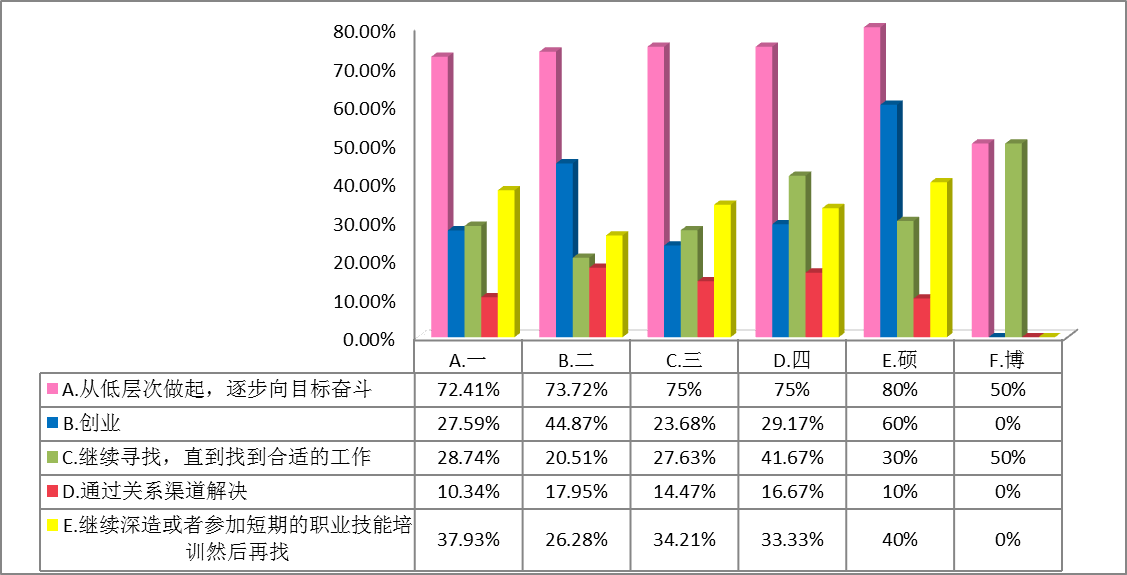 80.00%
70.00%
60.00%
50.00%
40.00%
30.00%
20.00%
10.00%
0.00%
A.一 B.二 C.三 D.四 E.硕 F.博
A.从低层次做起，逐步向目标奋斗 72.41% 73.72% 75% 75% 80% 50%
B.创业 27.59% 44.87% 23.68% 29.17% 60% 0%
C.继续寻找，直到找到合适的工作 28.74% 20.51% 27.63% 41.67% 30% 50%
D.通过关系渠道解决 10.34% 17.95% 14.47% 16.67% 10% 0%
E.继续深造或者参加短期的职业技能培
训然后再找 37.93% 26.28% 34.21% 33.33% 40% 0%